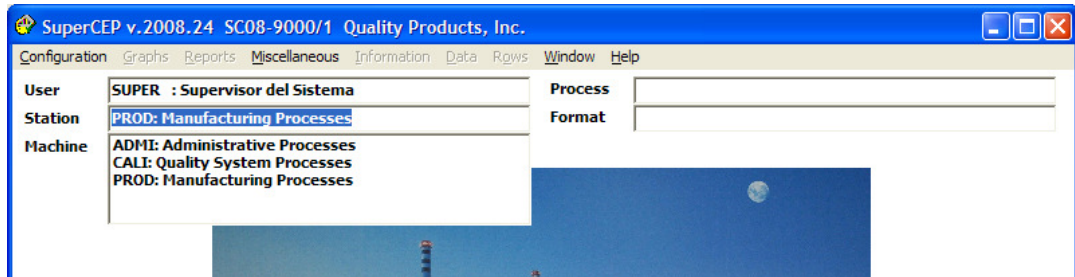 SuperCEP v.2008.24 SC08-9000/1 Quality Products, Inc.
Configuration Graphs Reports Miscellaneous Information Data Rows Window Help
User SUPER : Supervisor del Sistema Process
Station PROD: Manufacturing Processes Format
Machine ADMI: Administrative Processes
CALI: Quality System Processes
PROD: Manufacturing Processes